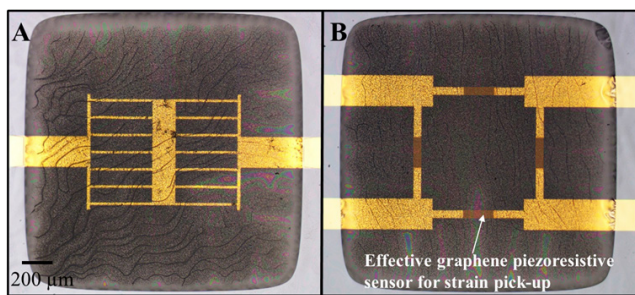 A
B
200 µm
Effective graphene piezoresistive
sensor for strain pick-up